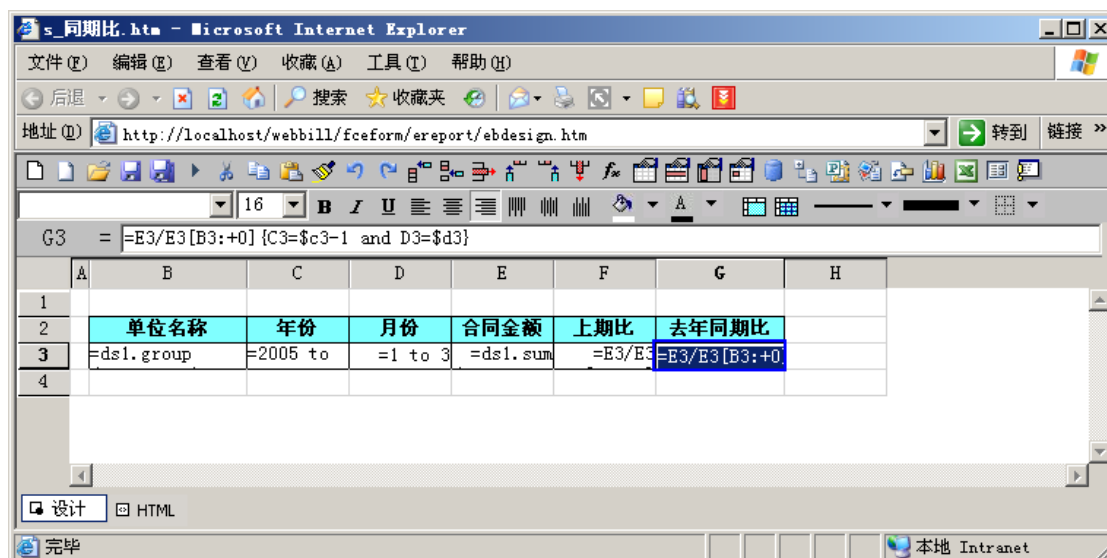 s_同期比.htm - Microsoft Internet Explorer
文件(F) 编辑(E) 查看(V) 收藏(A) 工具(T) 帮助(H)
后退 搜索 收藏夹
地址(D) http://localhost/webbill/fceform/ereport/ebdesign.htm 转到 链接 »
16 B I U A
G3 = =E3/E3[B3:+0]{C3=$c3-1 and D3=$d3}
A B C D E F G H
1
2 单位名称 年份 月份 合同金额 上期比 去年同期比
3 =ds1.group =2005 to =1 to 3 =ds1.sum =E3/E3 =E3/E3[B3:+0]
4
设计 HTML
完毕 本地 Intranet